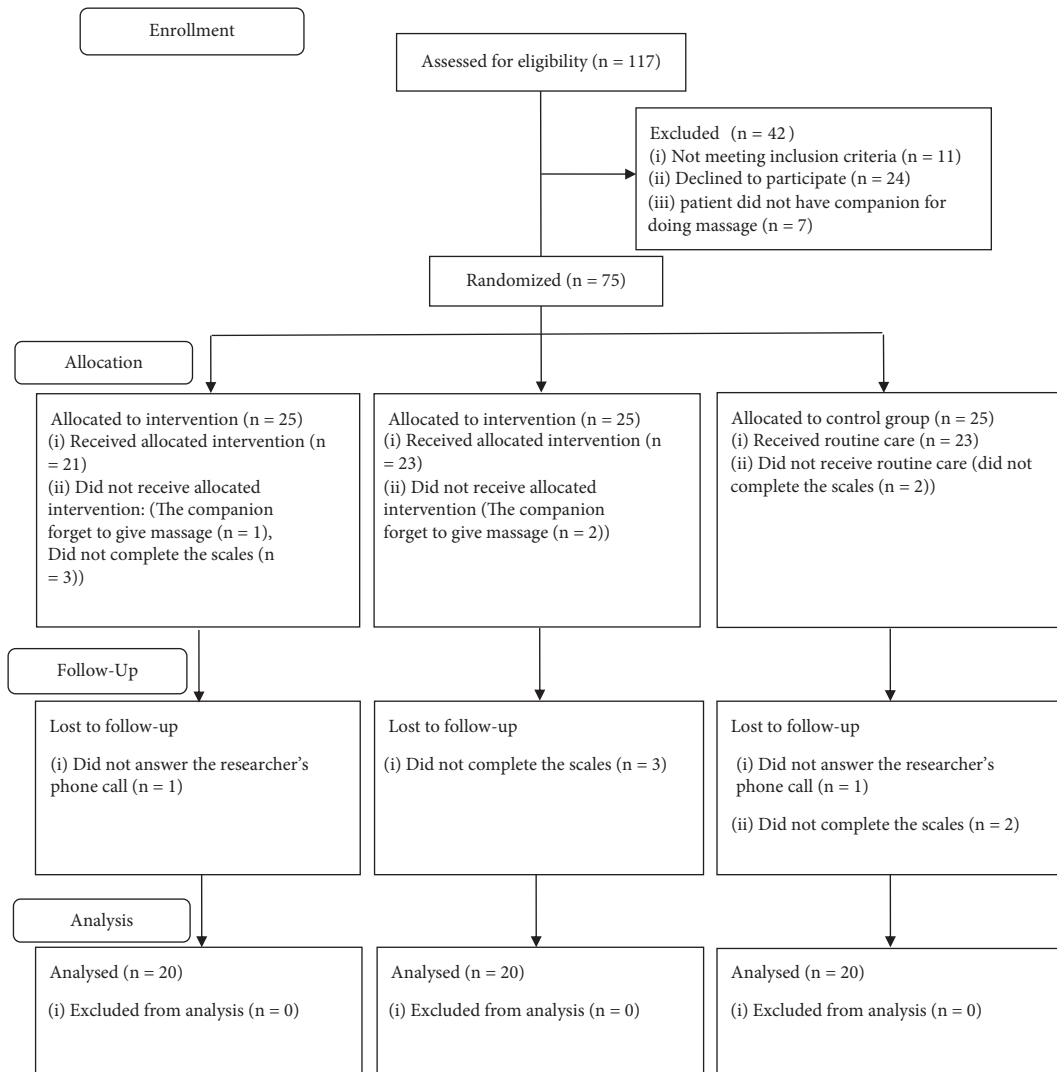 Enrollment
Assessed for eligibility (n = 117)
Excluded (n = 42)
(i) Not meeting inclusion criteria (n = 11)
(ii) Declined to participate (n = 24)
(iii) patient did not have companion for
doing massage (n = 7)
Randomized (n = 75)
Allocation
Allocated to intervention (n = 25)
(i) Received allocated intervention (n
= 21)
(ii) Did not receive allocated
intervention: (The companion
forget to give massage (n = 1),
Did not complete the scales (n
= 3))
Allocated to intervention (n = 25)
(i) Received allocated intervention (n
= 23)
(ii) Did not receive allocated
intervention (The companion
forget to give massage (n = 2))
Allocated to control group (n = 25)
(i) Received routine care (n = 23)
(ii) Did not receive routine care (did not
complete the scales (n = 2))
Follow-Up
Lost to follow-up
(i) Did not answer the researcher's
phone call (n = 1)
Lost to follow-up
(i) Did not complete the scales (n = 3)
Lost to follow-up
(i) Did not answer the researcher's
phone call (n = 1)
(ii) Did not complete the scales (n = 2)
Analysis
Analysed (n = 20)
(i) Excluded from analysis (n = 0)
Analysed (n = 20)
(i) Excluded from analysis (n = 0)
Analysed (n = 20)
(i) Excluded from analysis (n = 0)